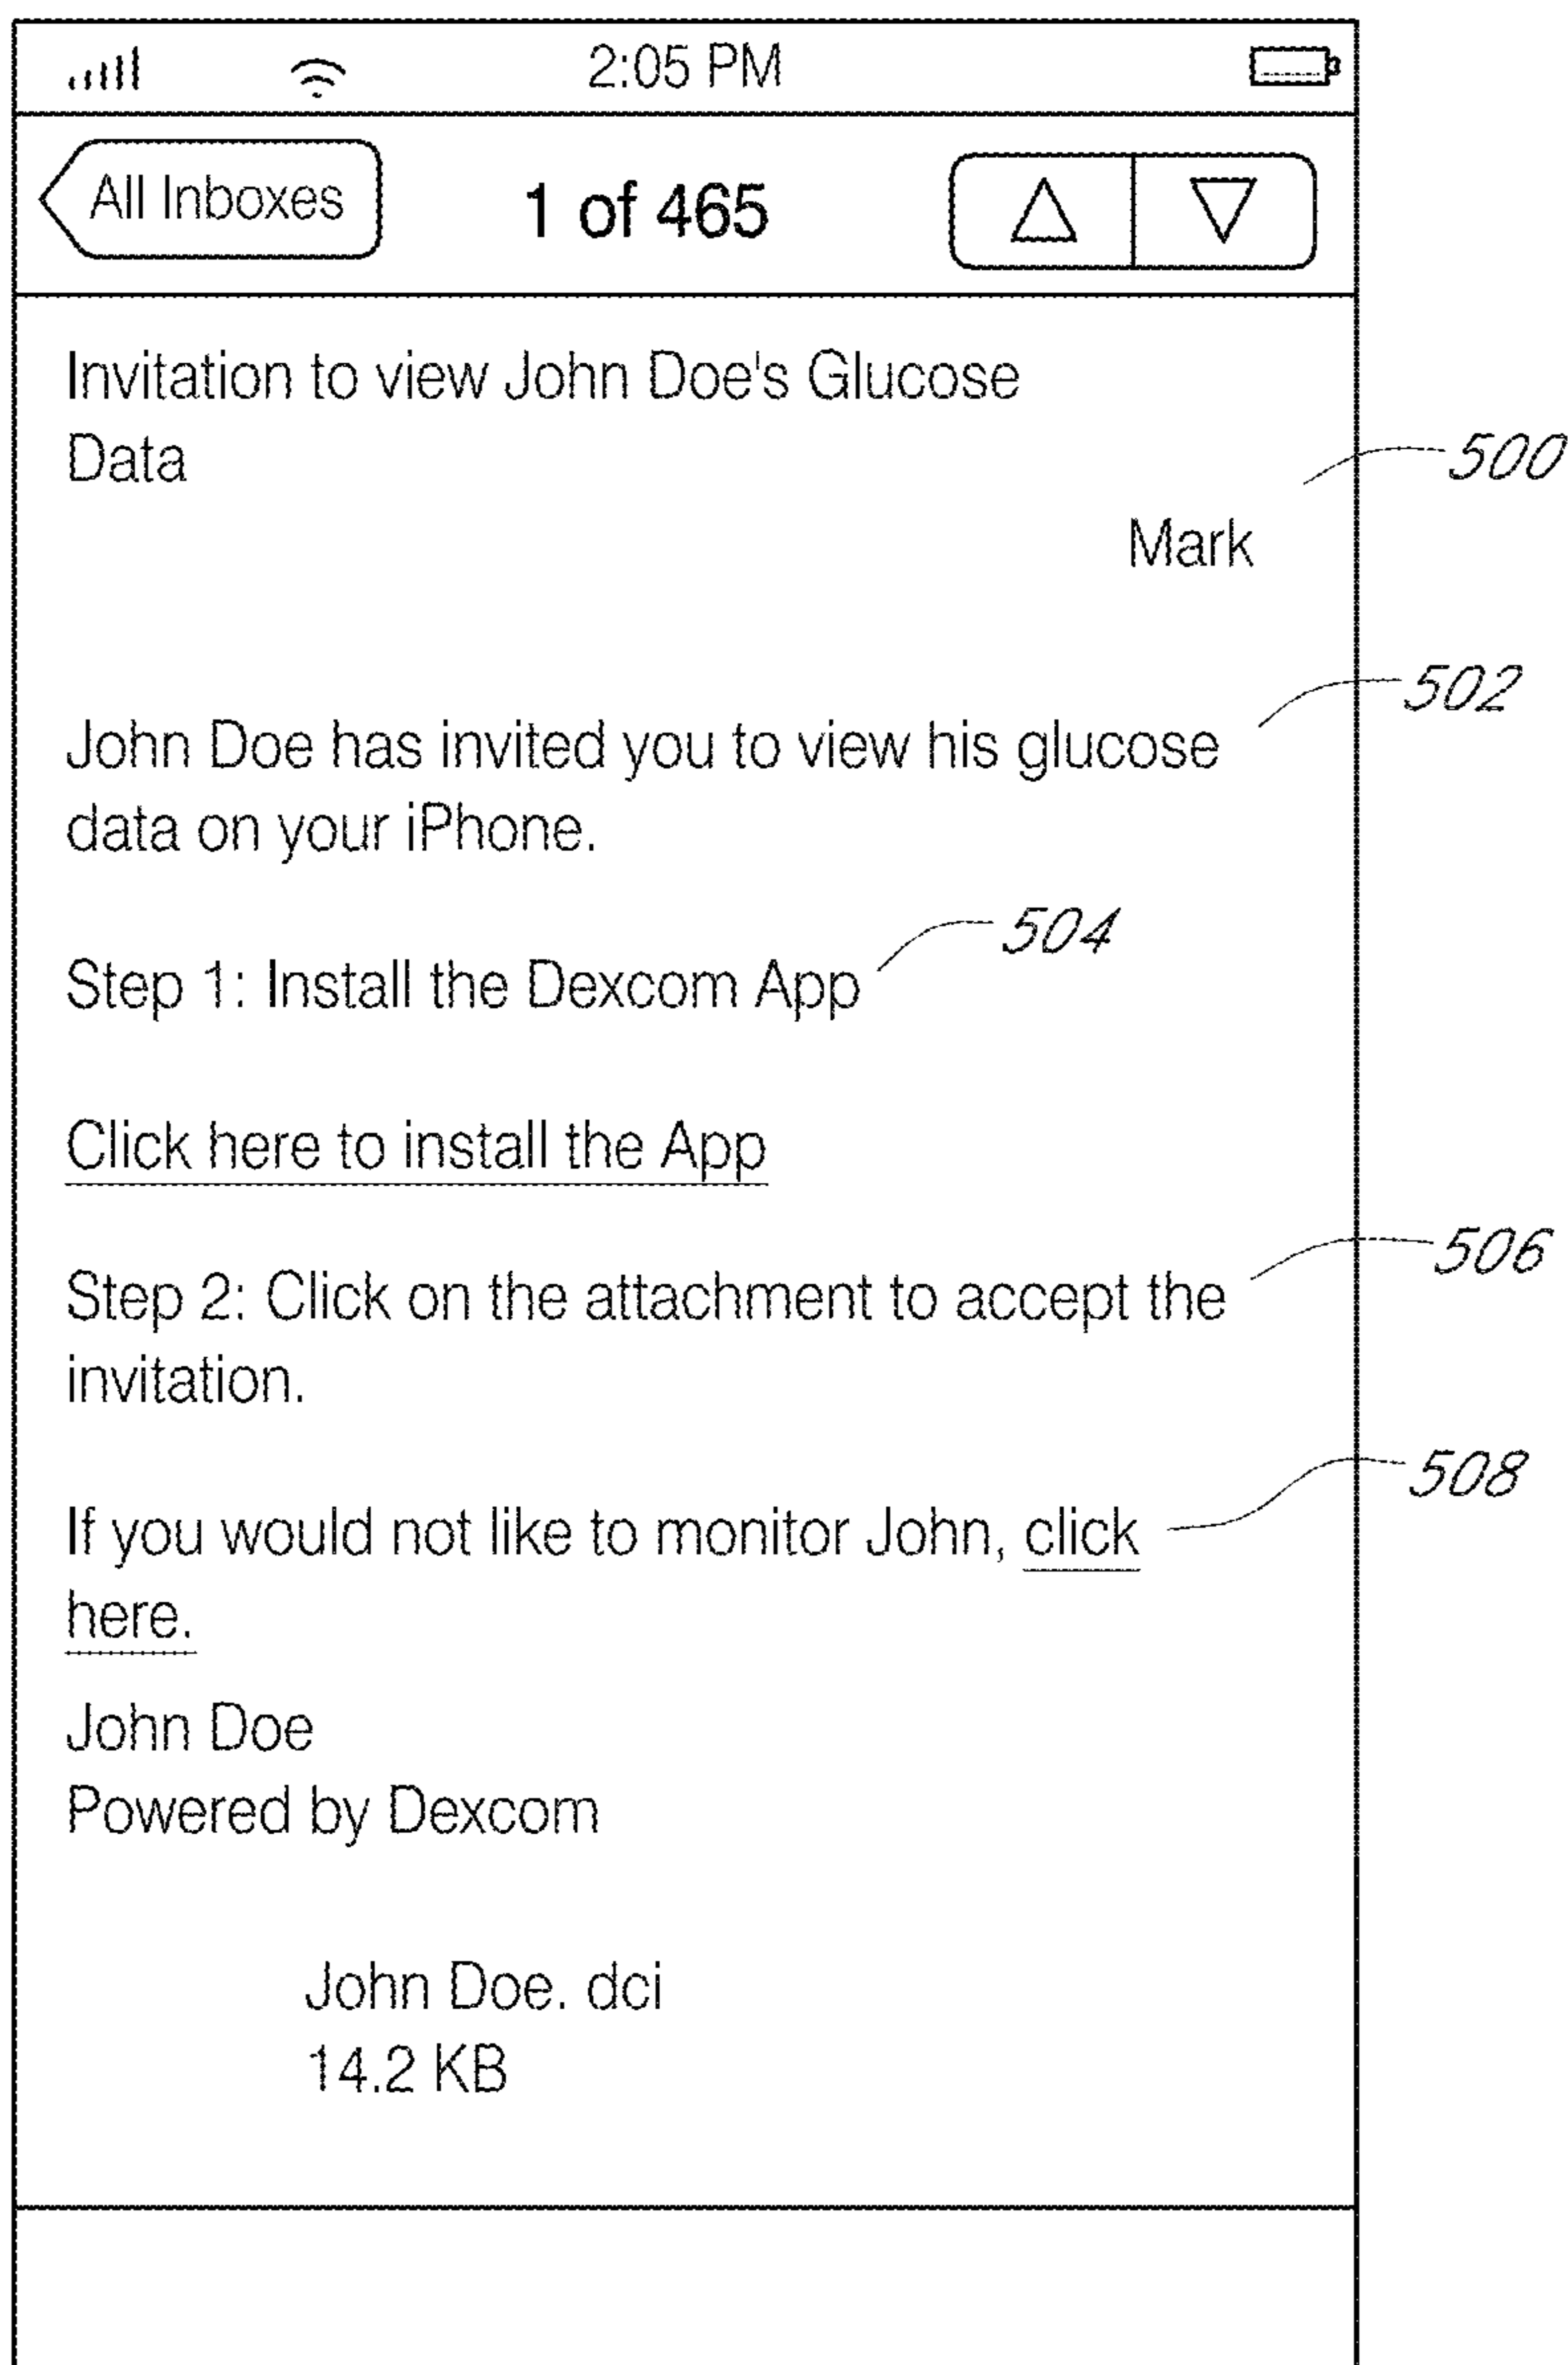 2:05 PM
All Inboxes
1 of 465
Invitation to view John Doe's Glucose
Data
500
Mark
502
John Doe has invited you to view his glucose
data on your iPhone.
504
Step 1: Install the Dexcom App
Click here to install the App
506
Step 2: Click on the attachment to accept the
invitation.
508
If you would not like to monitor John, click
here.
John Doe
Powered by Dexcom
John Doe. dci
14.2 KB